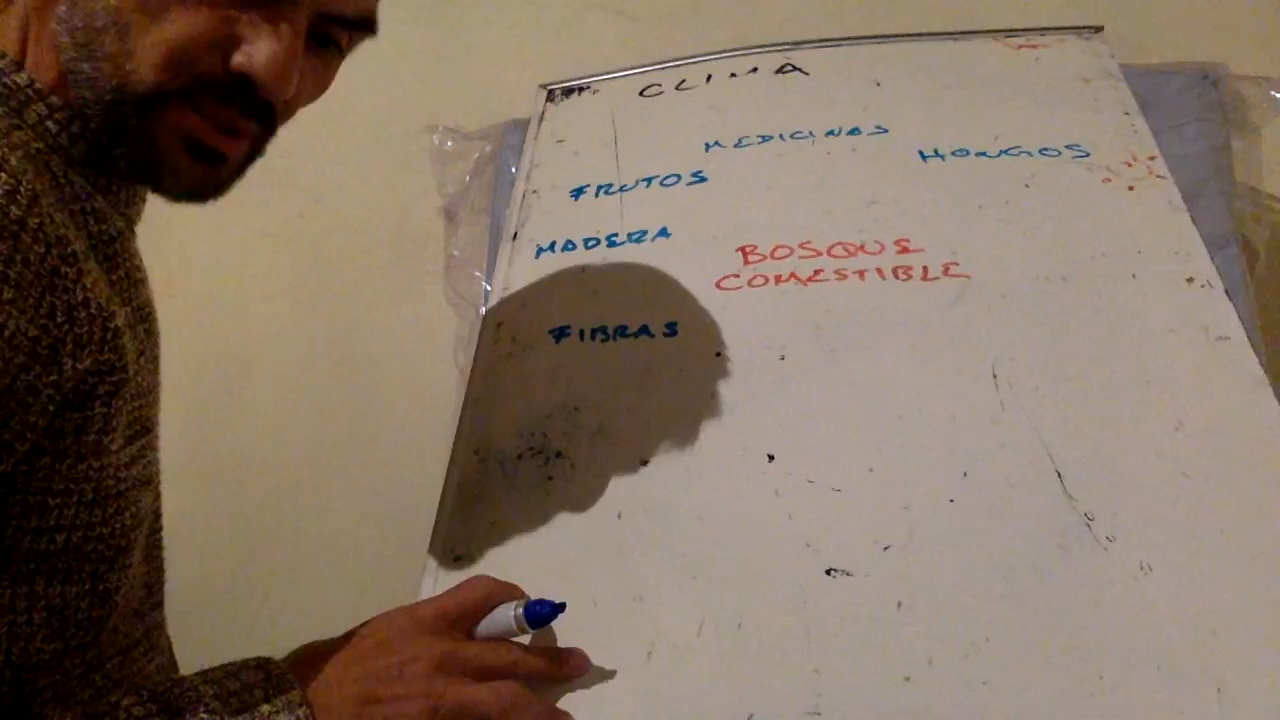 CLIMA
MEDICINAS
HONGOS
FRUTOS
MADERA
BOSQUE
COMESTIBLE
FIBRAS